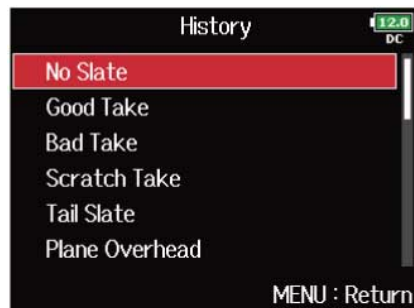 History
12.0
DC
No Slate
Good Take
Bad Take
Scratch Take
Tail Slate
Plane Overhead
MENU : Return